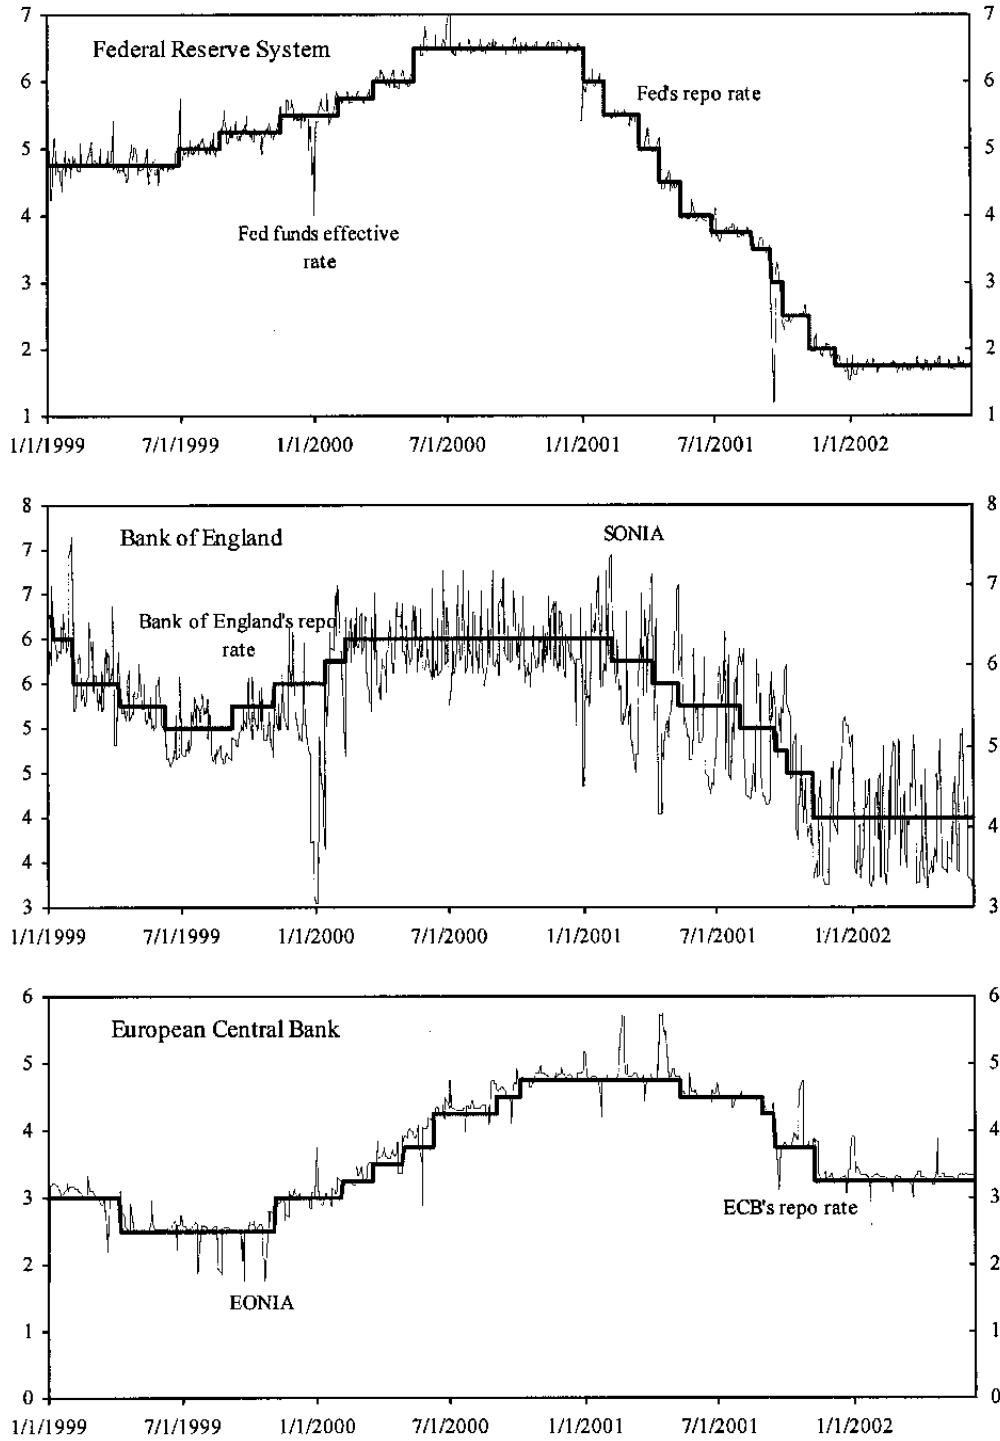 7 7
Federal Reserve System
6 6
Fed's repo rate
5 5
4 4
Fed funds effective
rate
3 3
2 2
1 1
1/1/1999 7/1/1999 1/1/2000 7/1/2000 1/1/2001 7/1/2001 1/1/2002
8 8
Bank of England SONIA
7
7
7
Bank of England's repo
rate
6
6
6
5
5
5
4
4
4
3 3
1/1/1999 7/1/1999 1/1/2000 7/1/2000 1/1/2001 7/1/2001 1/1/2002
6 6
European Central Bank
5 5
4 4
3 3
ECB's repo rate
2 2
EONIA
1 1
0 0
1/1/1999 7/1/1999 1/1/2000 7/1/2000 1/1/2001 7/1/2001 1/1/2002